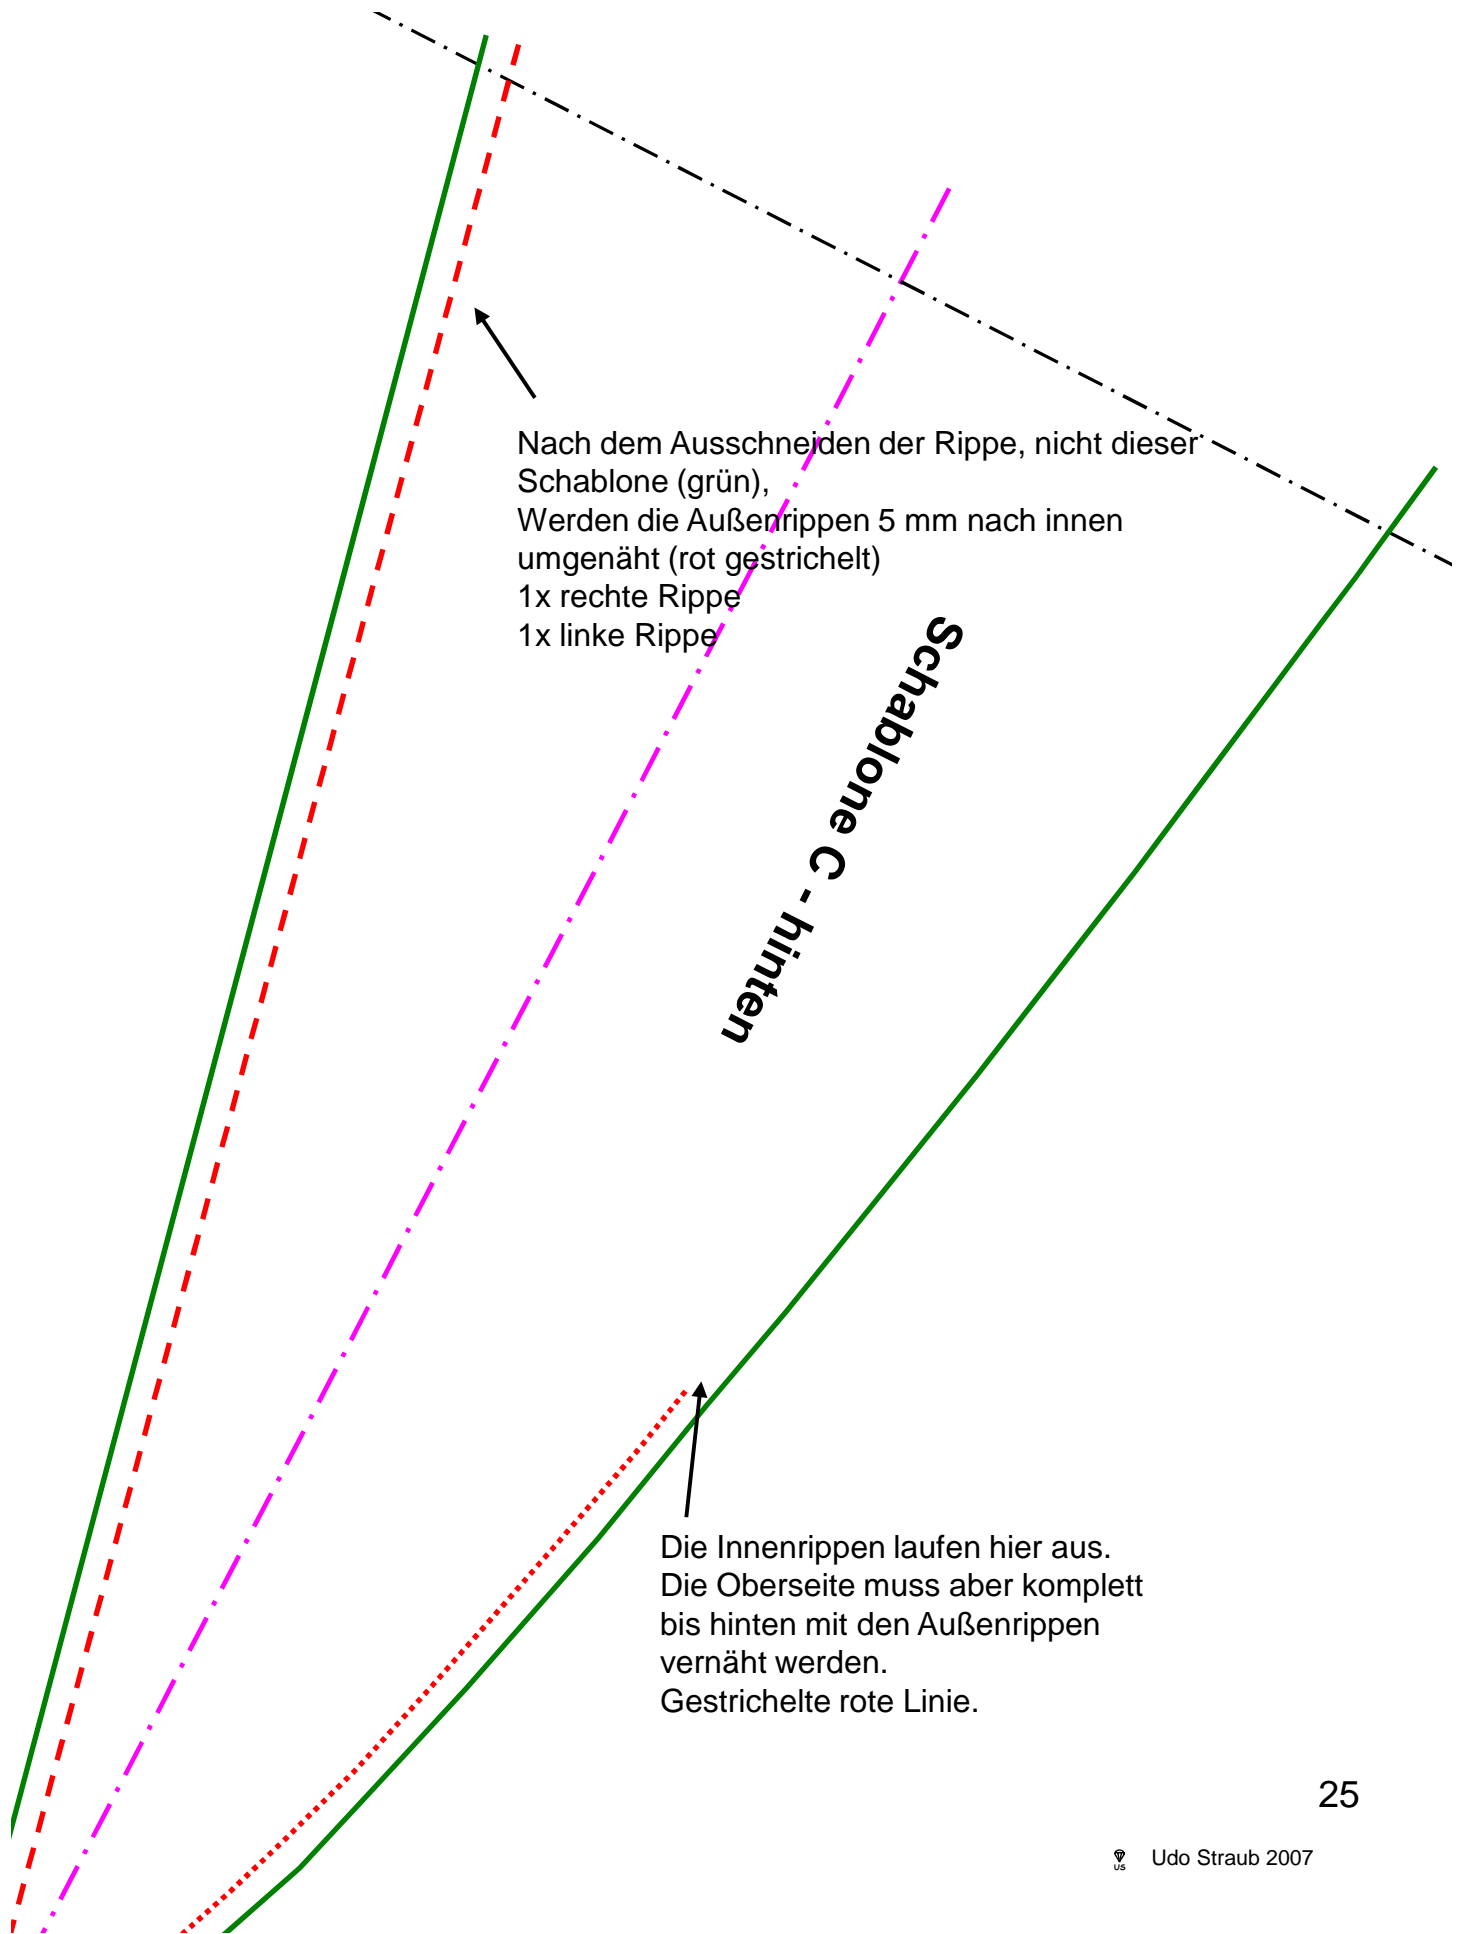 Nach dem Ausschneiden der Rippe, nicht dieser
Schablone (grün),
Werden die Außenrippen 5 mm nach innen
umgenäht (rot gestrichelt)
1x rechte Rippe
1x linke Rippe
Schablone C - hinten
Die Innenrippen laufen hier aus.
Die Oberseite muss aber komplett
bis hinten mit den Außenrippen
vernäht werden.
Gestrichelte rote Linie.
25
US
Udo Straub 2007